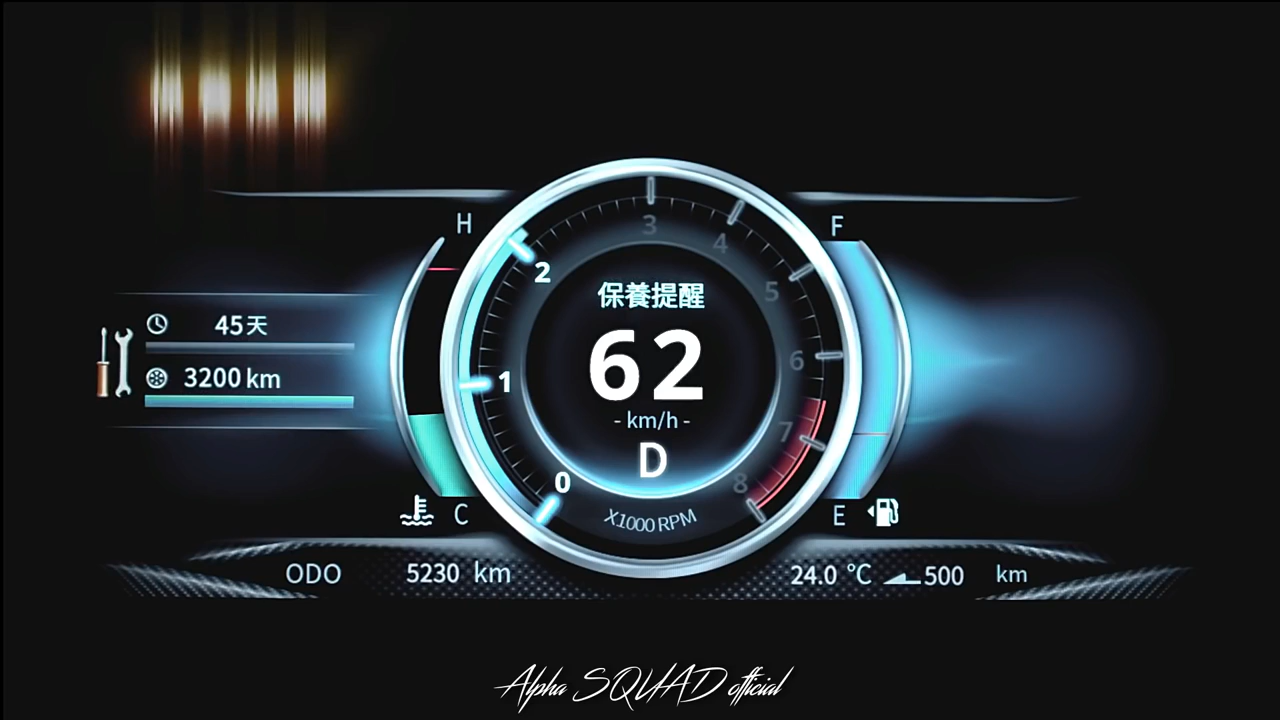 H
F
3
4
2
5
保養提醒
45天
62
6
3200 km
1
- km/h -
7
D
0
8
X1000 RPM
C
E
ODO 5230 km
24.0 °C 500 km
Alpha SQUAD official